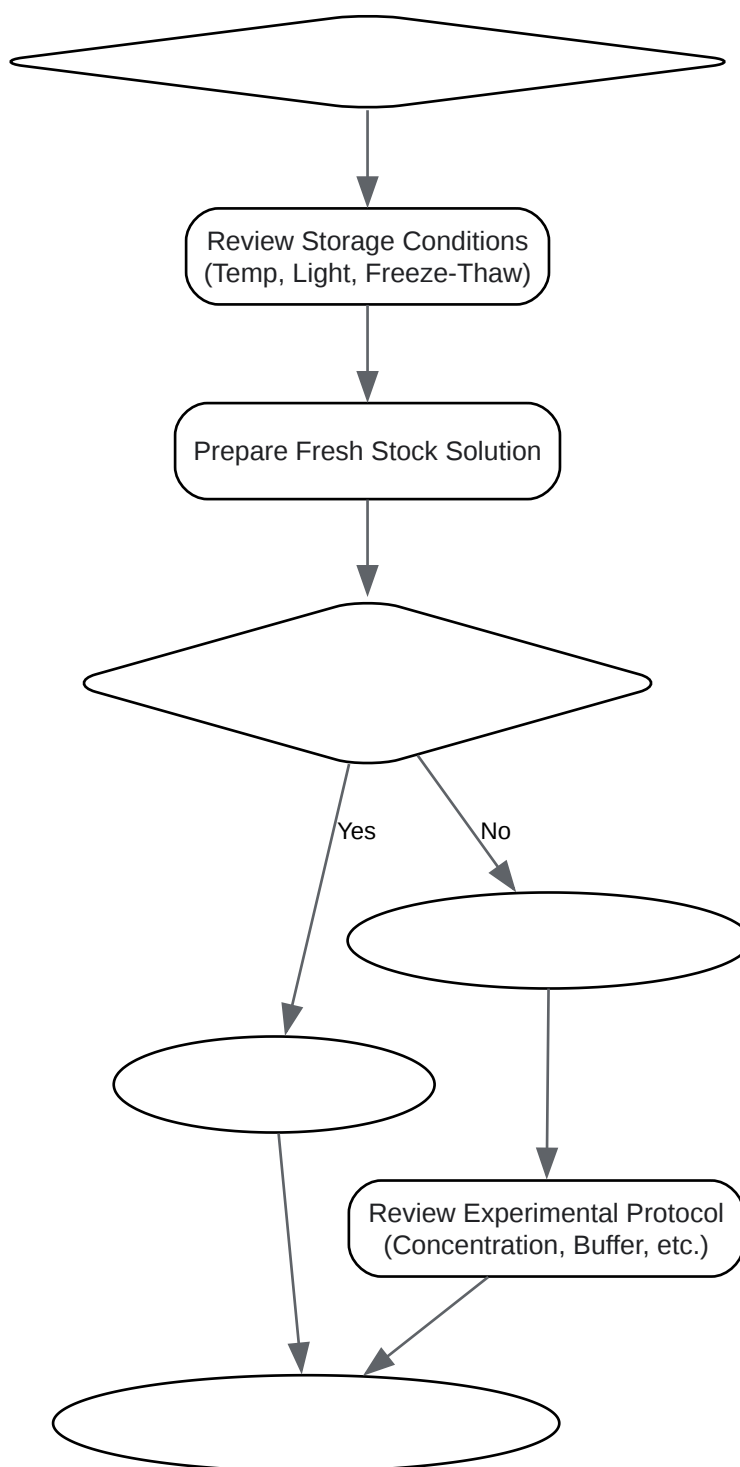 Review Storage Conditions
(Temp, Light, Freeze-Thaw)
Prepare Fresh Stock Solution
Yes
No
Review Experimental Protocol
(Concentration, Buffer, etc.)